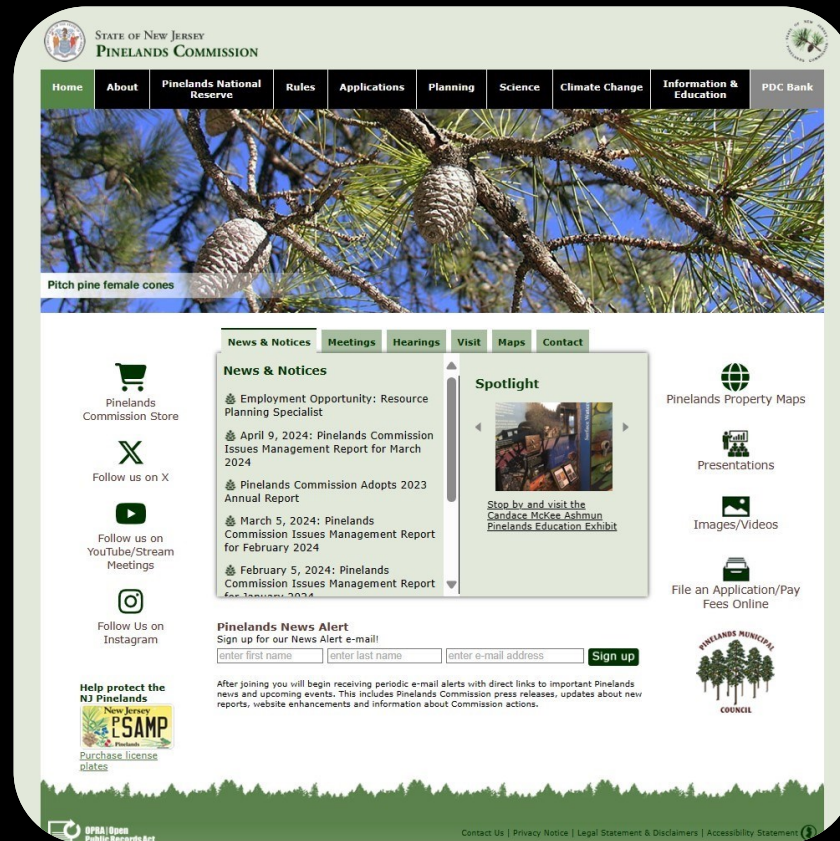 STATE OF NEW JERSEY
PINELANDS COMMISSION
Home
About
Pinelands National
Reserve
Rules
Applications
Planning
Science
Climate Change
Information &
Education
PDC Bank
Pitch pine female cones
News & Notices
Meetings
Hearings
Visit
Maps
Contact
Pinelands
Commission Store
Follow us on X
Follow us on
YouTube/Stream
Meetings
Follow Us on
Instagram
Help protect the
NJ Pinelands
New Jersey
PL SAMP
Pinelands
Purchase license
plates
News & Notices
Employment Opportunity: Resource
Planning Specialist
April 9, 2024: Pinelands Commission
Issues Management Report for March
2024
Pinelands Commission Adopts 2023
Annual Report
March 5, 2024: Pinelands
Commission Issues Management Report
for February 2024
February 5, 2024: Pinelands
Commission Issues Management Report
for January 2024
Spotlight
Stop by and visit the
Candace McKee Ashmun
Pinelands Education Exhibit
Pinelands News Alert
Sign up for our News Alert e-mail!
enter first name
enter last name
enter e-mail address
Sign up
After joining you will begin receiving periodic e-mail alerts with direct links to important Pinelands
news and upcoming events. This includes Pinelands Commission press releases, updates about new
reports, website enhancements and information about Commission actions.
Pinelands Property Maps
Presentations
Images/Videos
File an Application/Pay
Fees Online
PINELANDS MUNICIPAL
COUNCIL
OPRA | Open
Public Records Act
Contact Us | Privacy Notice | Legal Statement & Disclaimers | Accessibility Statement